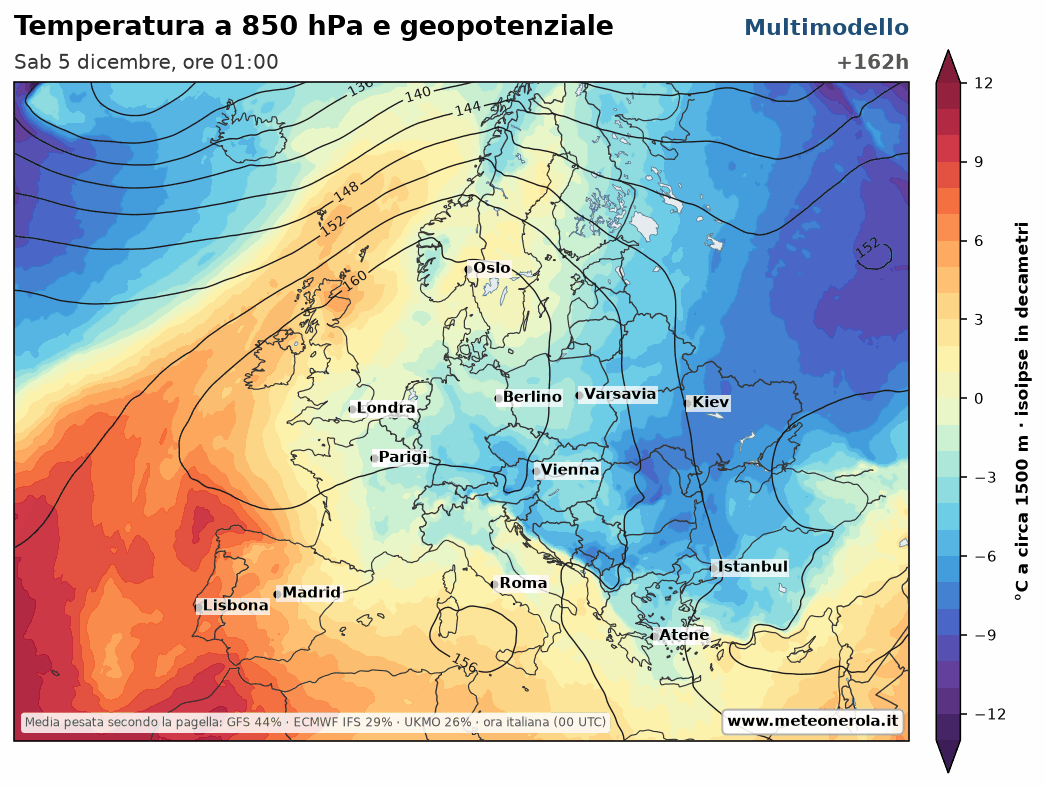 Temperatura a 850 hPa e geopotenziale
Multimodello
Sab 5 dicembre, ore 01:00
+162h
136
140
144
148
152
160
152
156
Oslo
Londra
Berlino
Varsavia
Kiev
Parigi
Vienna
Istanbul
Roma
Madrid
Lisbona
Atene
Media pesata secondo la pagella: GFS 44% · ECMWF IFS 29% · UKMO 26% · ora italiana (00 UTC)
www.meteonerola.it
12
9
6
3
0
−3
−6
−9
−12
°C a circa 1500 m · isoipse in decametri